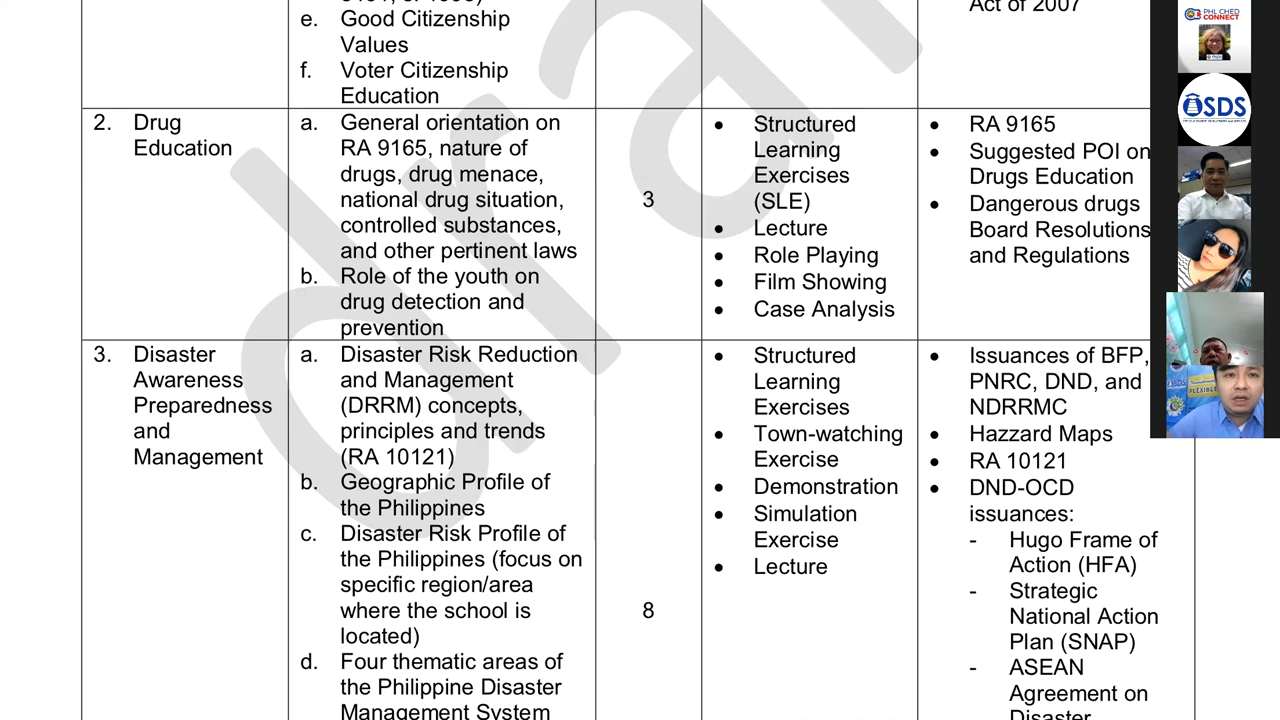 e. Good Citizenship
Values
f. Voter Citizenship
Education
Act of 2007
2. Drug
Education
a. General orientation on
RA 9165, nature of
drugs, drug menace,
national drug situation,
controlled substances,
and other pertinent laws
b. Role of the youth on
drug detection and
prevention
3
• Structured
Learning
Exercises
(SLE)
• Lecture
• Role Playing
• Film Showing
• Case Analysis
• RA 9165
• Suggested POI on
Drugs Education
• Dangerous drugs
Board Resolutions
and Regulations
3. Disaster
Awareness
Preparedness
and
Management
a. Disaster Risk Reduction
and Management
(DRRM) concepts,
principles and trends
(RA 10121)
b. Geographic Profile of
the Philippines
c. Disaster Risk Profile of
the Philippines (focus on
specific region/area
where the school is
located)
d. Four thematic areas of
the Philippine Disaster
Management System
8
• Structured
Learning
Exercises
• Town-watching
Exercise
• Demonstration
• Simulation
Exercise
• Lecture
• Issuances of BFP,
PNRC, DND, and
NDRRMC
• Hazzard Maps
• RA 10121
• DND-OCD
issuances:
- Hugo Frame of
Action (HFA)
- Strategic
National Action
Plan (SNAP)
- ASEAN
Agreement on
Disaster
PHL CHED
CONNECT
OSDS
FLEXIBLE